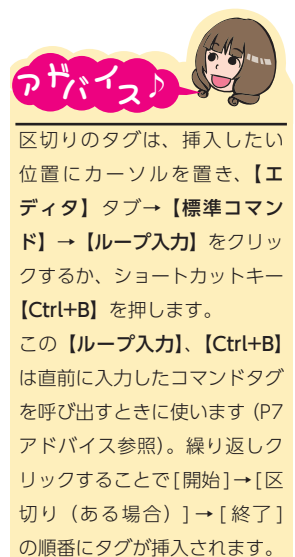 アドバイス♪
区切りのタグは、挿入したい
位置にカーソルを置き、【エ
ディタ】タブ→【標準コマン
ド】→【ループ入力】をクリッ
クするか、ショートカットキー
【Ctrl+B】を押します。
この【ループ入力】、【Ctrl+B】
は直前に入力したコマンドタグ
を呼び出すときに使います（P7
アドバイス参照）。繰り返しク
リックすることで[開始]→[区
切り（ある場合）]→[終了]
の順番にタグが挿入されます。